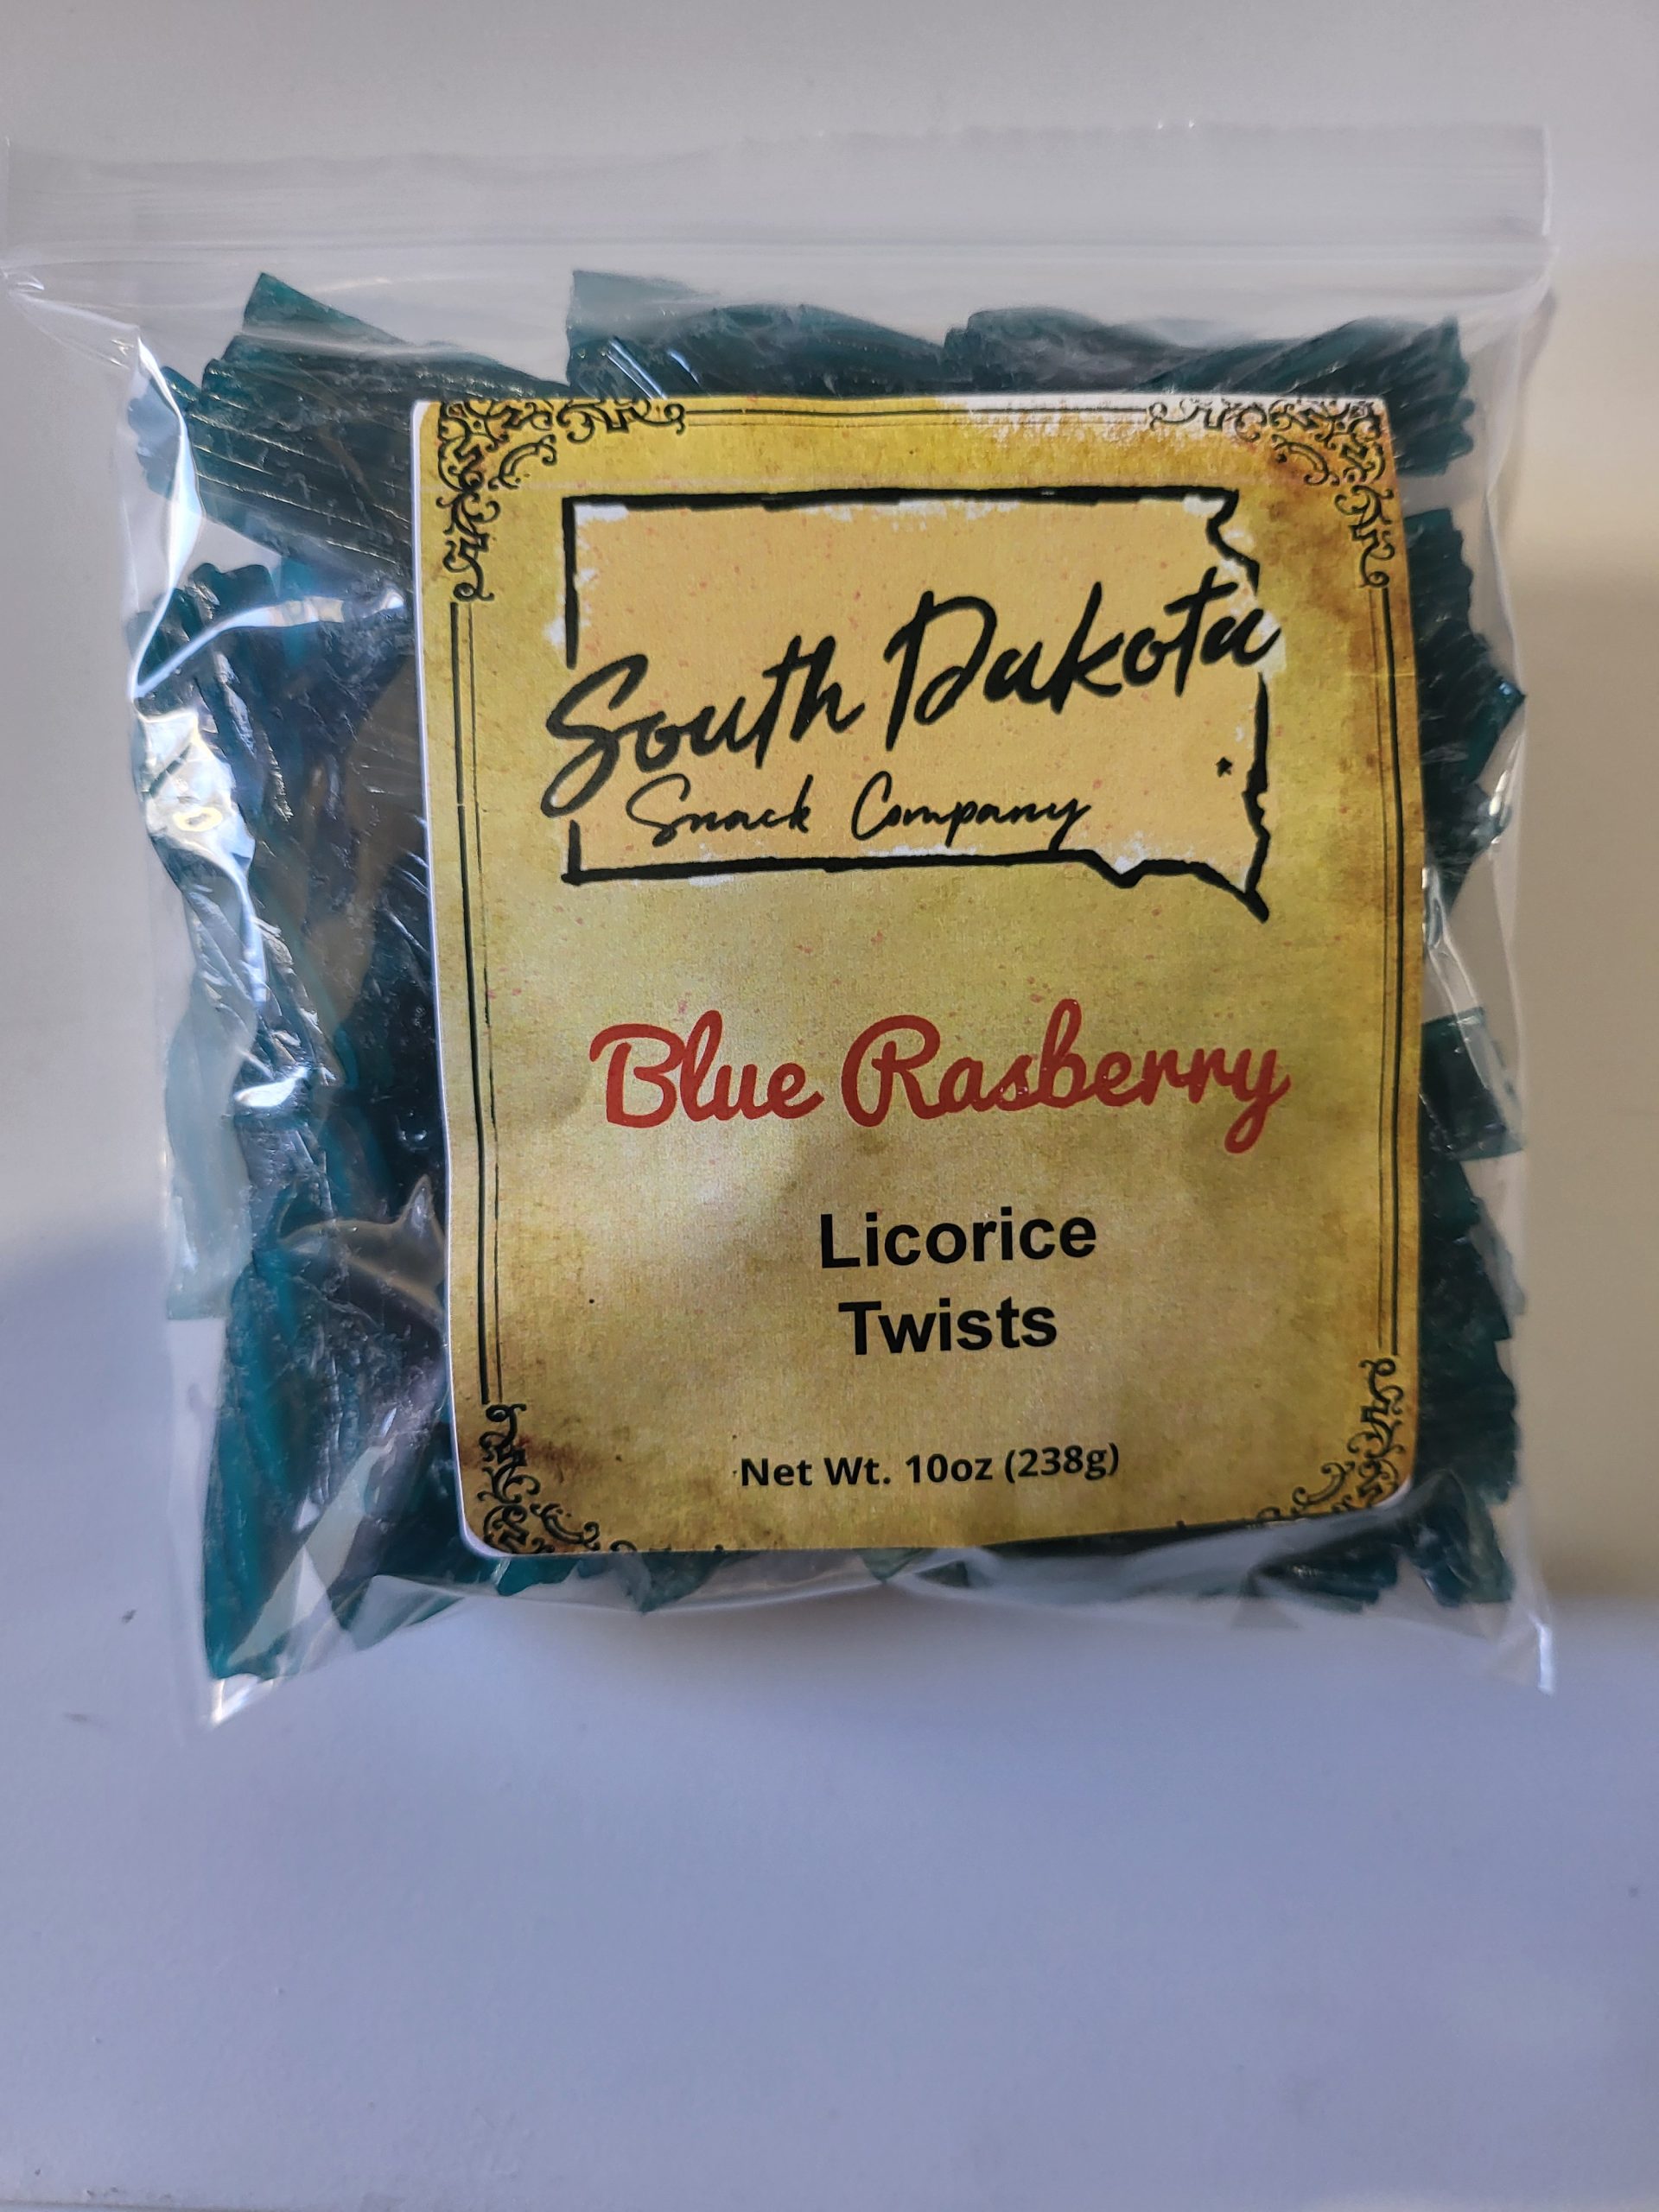 South Dakota
Snack Company
Blue Rasberry
Licorice
Twists
Net Wt. 10oz (238g)